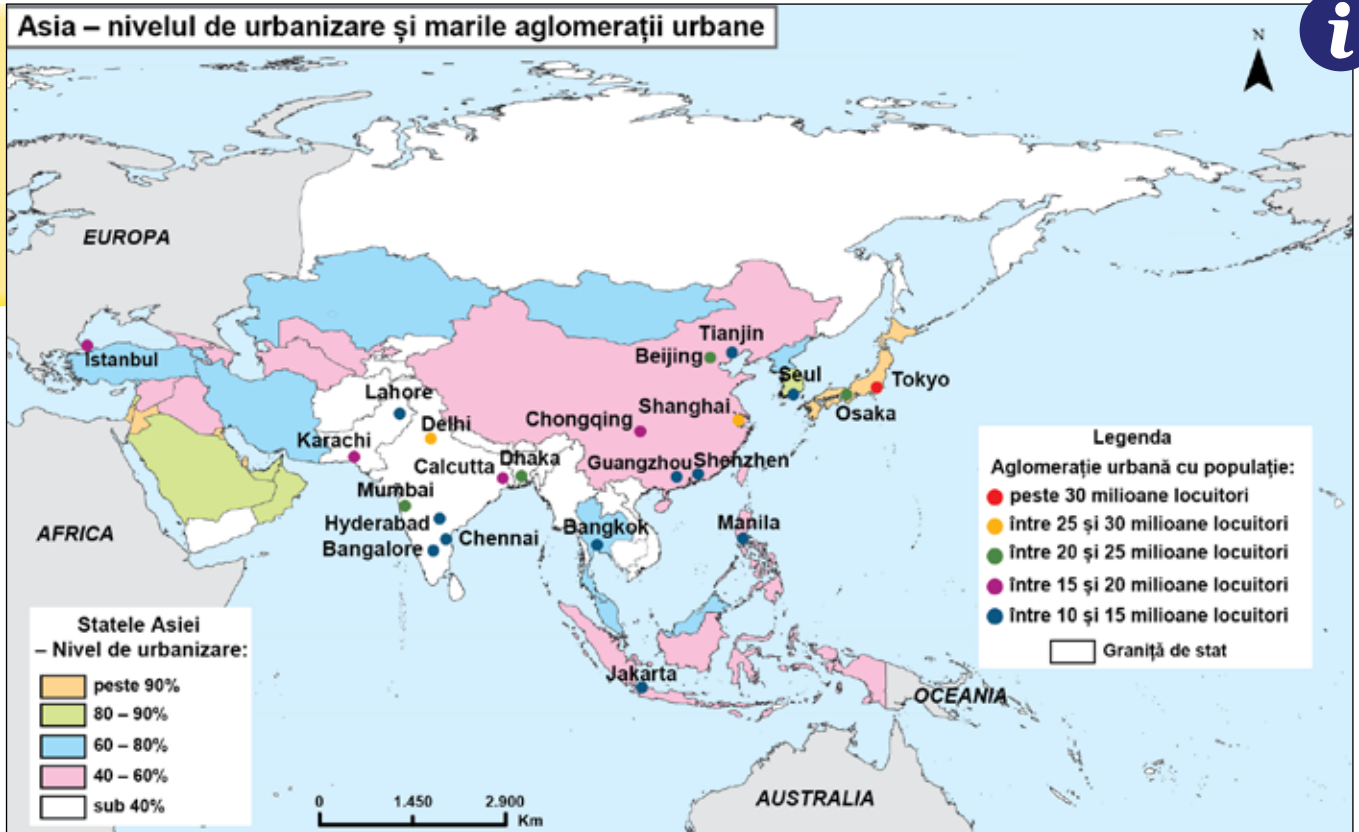 Asia – nivelul de urbanizare și marile aglomerații urbane
i
N
EUROPA
Istanbul
Tianjin
Beijing
Seul
Tokyo
Osaka
Lahore
Delhi
Chongqing
Shanghai
Karachi
Calcutta
Dhaka
Guangzhou
Shenzhen
Mumbai
AFRICA
Hyderabad
Chennai
Bangalore
Bangkok
Manila
Jakarta
OCEANIA
AUSTRALIA
Legenda
Aglomerație urbană cu populație:
peste 30 milioane locuitori
între 25 și 30 milioane locuitori
între 20 și 25 milioane locuitori
între 15 și 20 milioane locuitori
între 10 și 15 milioane locuitori
Graniță de stat
Statele Asiei
– Nivel de urbanizare:
peste 90%
80 – 90%
60 – 80%
40 – 60%
sub 40%
0 1.450 2.900
Km